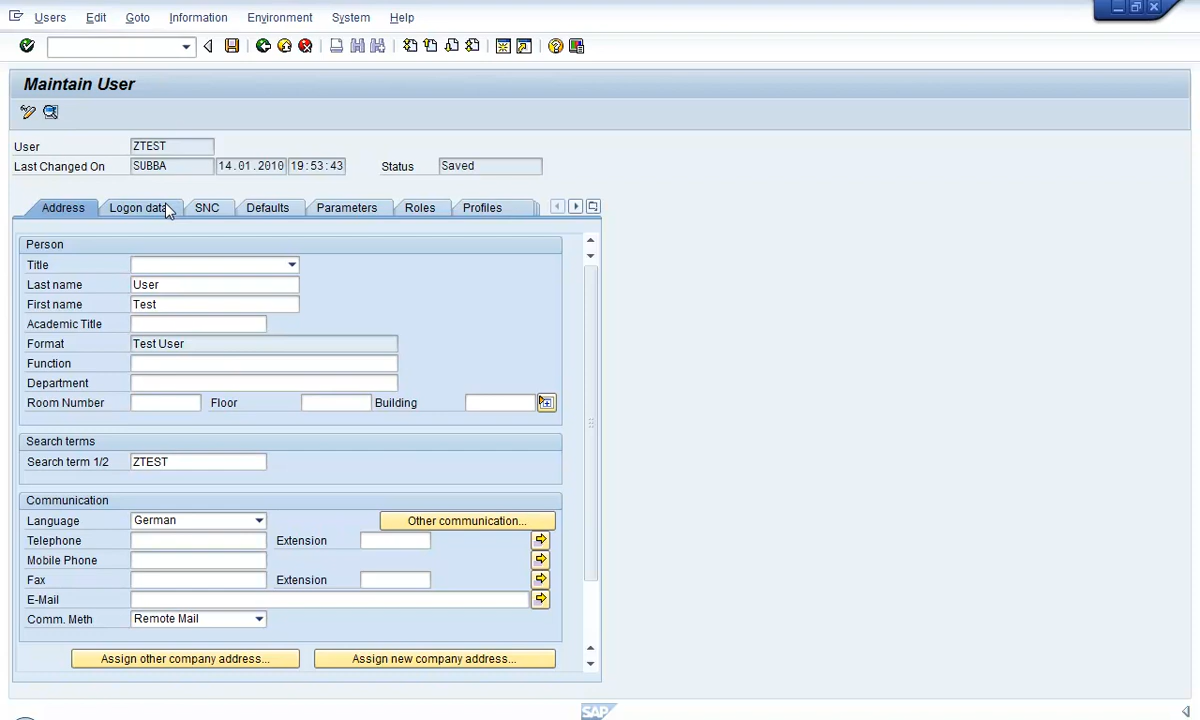 Users Edit Goto Information Environment System Help
Maintain User
User ZTEST
Last Changed On SUBBA 14.01.2010 19:53:43 Status Saved
Address Logon data SNC Defaults Parameters Roles Profiles
Person
Title
Last name User
First name Test
Academic Title
Format Test User
Function
Department
Room Number Floor Building
Search terms
Search term 1/2 ZTEST
Communication
Language German Other communication...
Telephone Extension
Mobile Phone
Fax Extension
E-Mail
Comm. Meth Remote Mail
Assign other company address... Assign new company address...
SAP